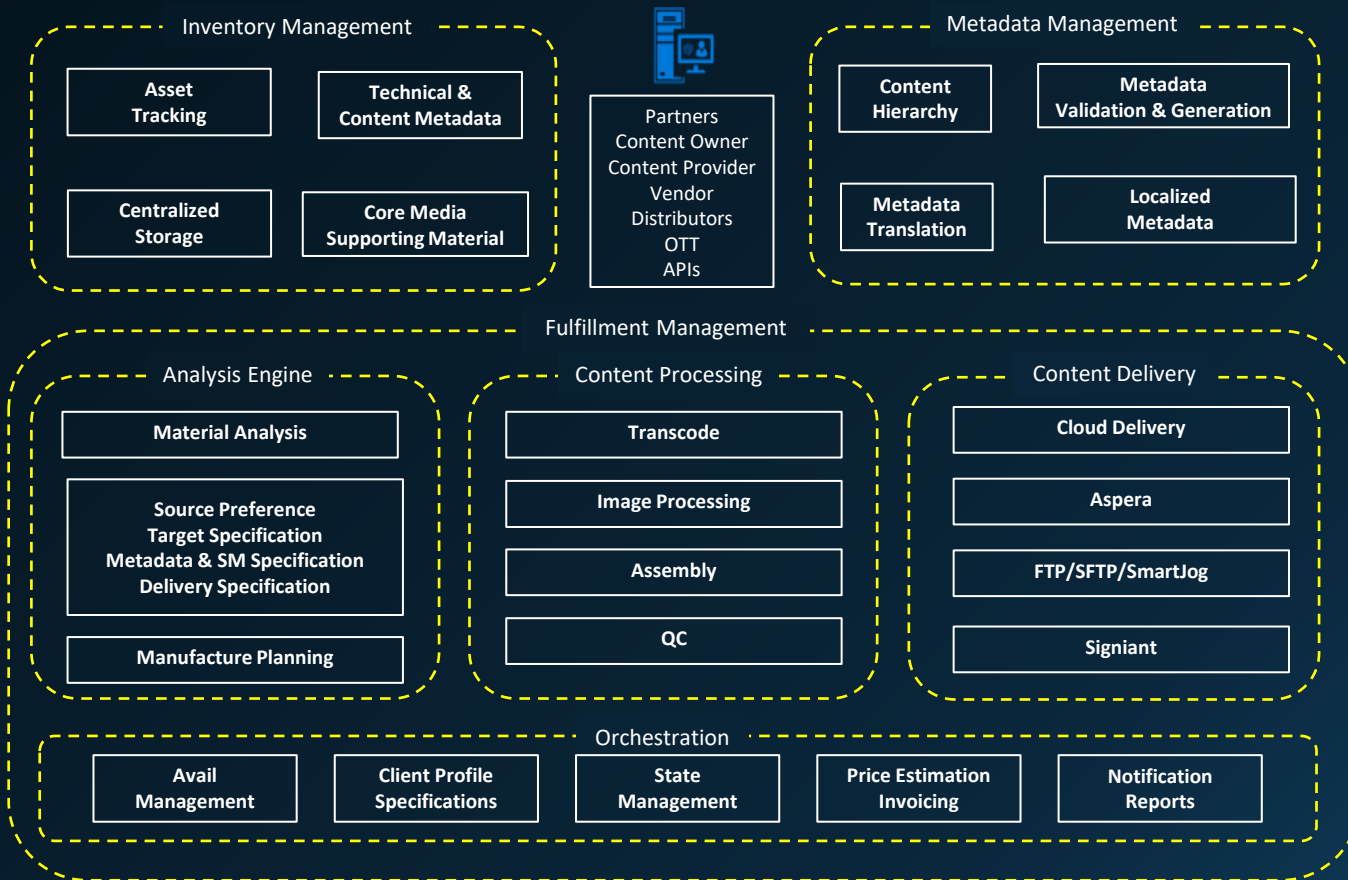 Inventory Management
Asset
Tracking
Technical &
Content Metadata
Centralized
Storage
Core Media
Supporting Material
Partners
Content Owner
Content Provider
Vendor
Distributors
OTT
APIs
Metadata Management
Content
Hierarchy
Metadata
Validation & Generation
Metadata
Translation
Localized
Metadata
Fulfillment Management
Analysis Engine
Material Analysis
Source Preference
Target Specification
Metadata & SM Specification
Delivery Specification
Manufacture Planning
Content Processing
Transcode
Image Processing
Assembly
QC
Content Delivery
Cloud Delivery
Aspera
FTP/SFTP/SmartJog
Signiant
Orchestration
Avail
Management
Client Profile
Specifications
State
Management
Price Estimation
Invoicing
Notification
Reports